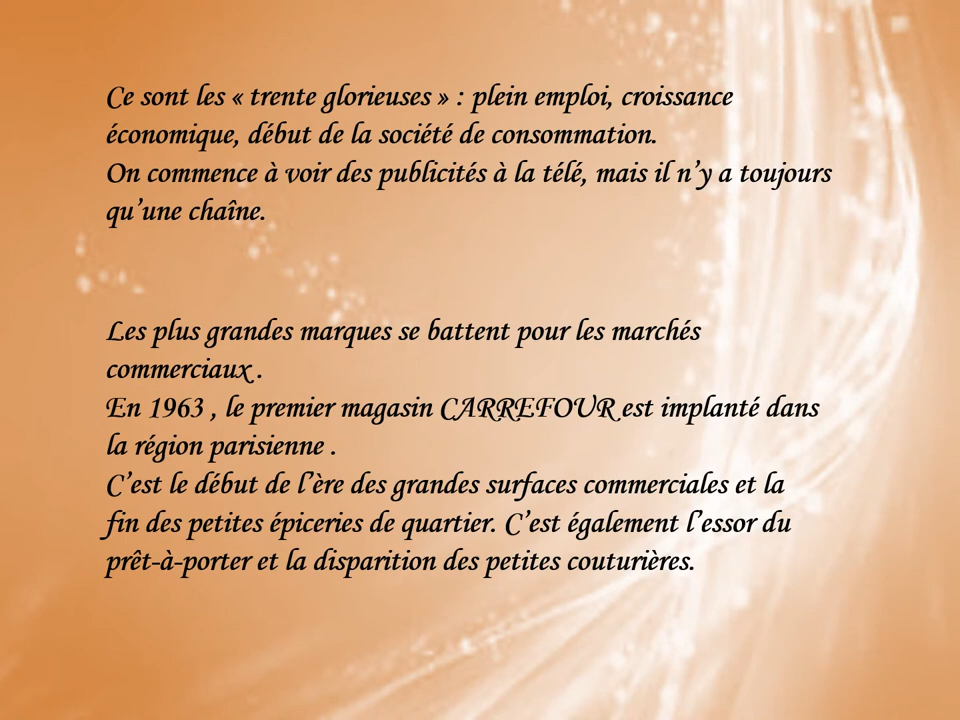 Ce sont les « trente glorieuses » : plein emploi, croissance
économique, début de la société de consommation.
On commence à voir des publicités à la télé, mais il n’y a toujours
qu’une chaîne.
Les plus grandes marques se battent pour les marchés
commerciaux .
En 1963 , le premier magasin CARREFOUR est implanté dans
la région parisienne .
C’est le début de l’ère des grandes surfaces commerciales et la
fin des petites épiceries de quartier. C’est également l’essor du
prêt-à-porter et la disparition des petites couturières.